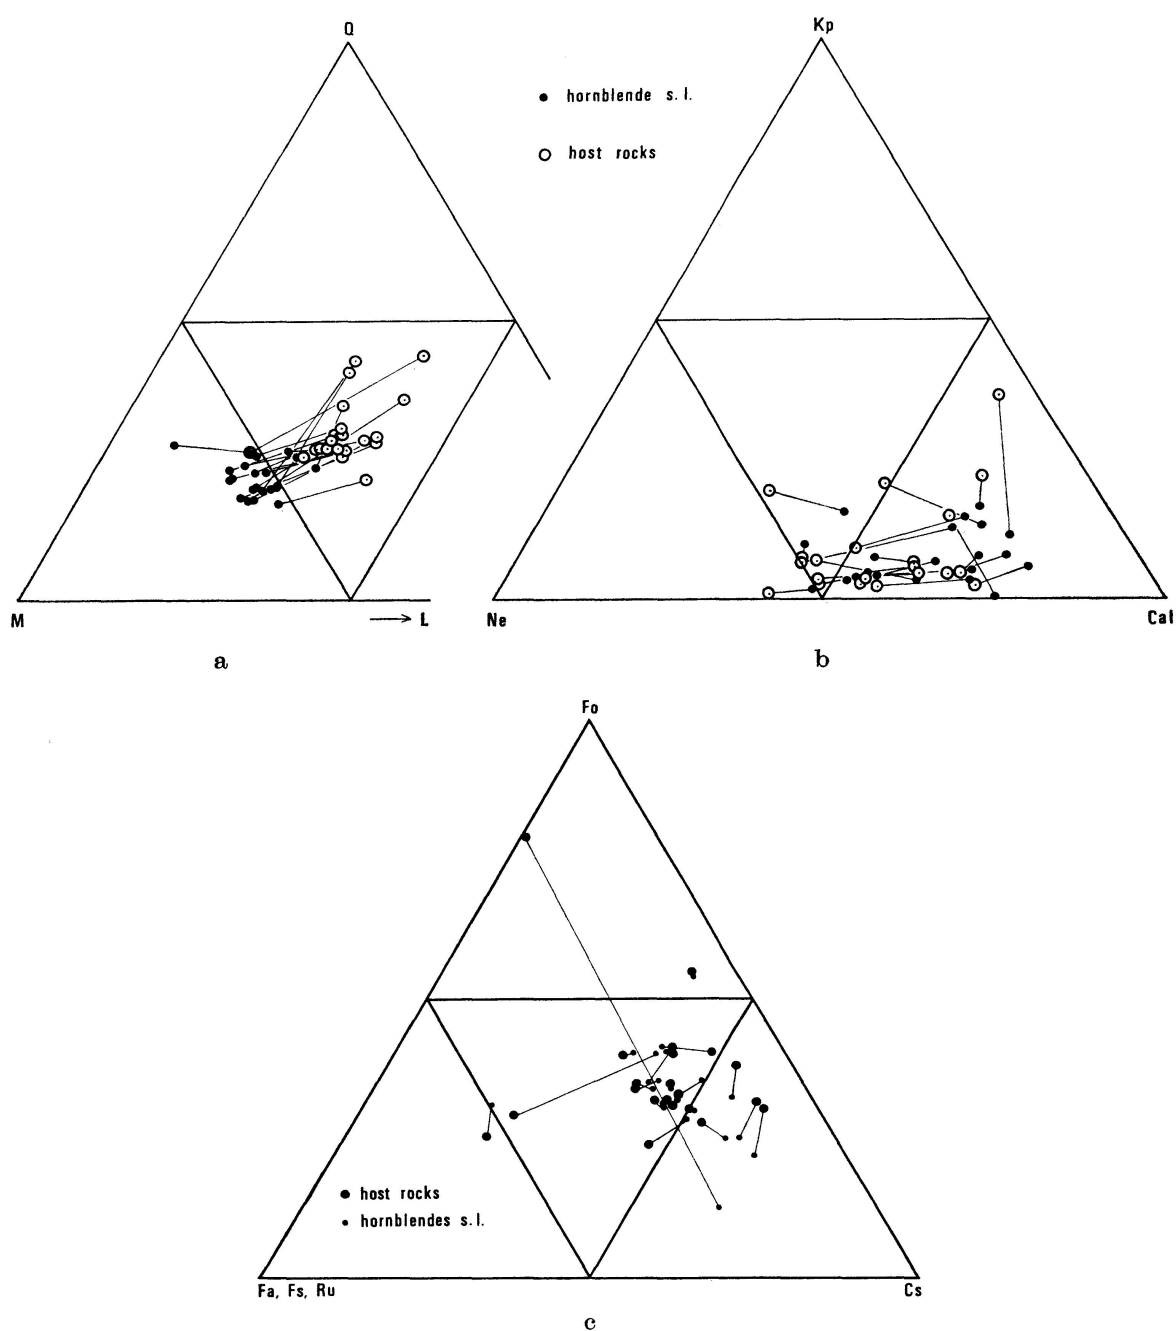 Q
Kp
hornblende s. l.
host rocks
M
L
Ne
Cal
a
b
Fo
host rocks
hornblendes s. l.
Fa, Fs, Ru
Cs
c